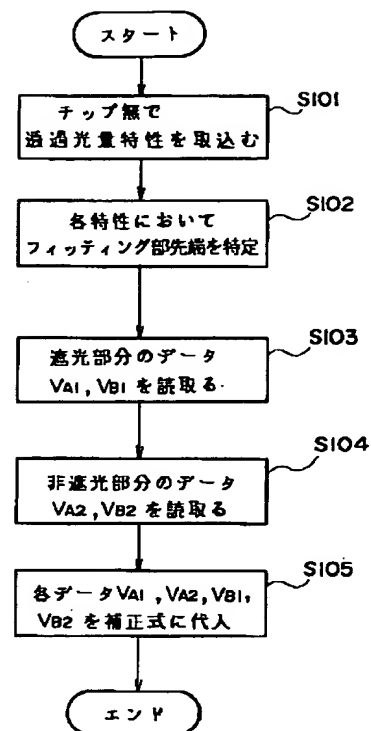 スタート
S101
チップ無で
透過光量特性を取込む
S102
各特性において
フィッティング部先端を特定
S103
遮光部分のデータ
VA1, VB1 を読取る
S104
非遮光部分のデータ
VA2, VB2 を読取る
S105
各データVA1, VA2, VB1,
VB2 を補正式に代入
エンド